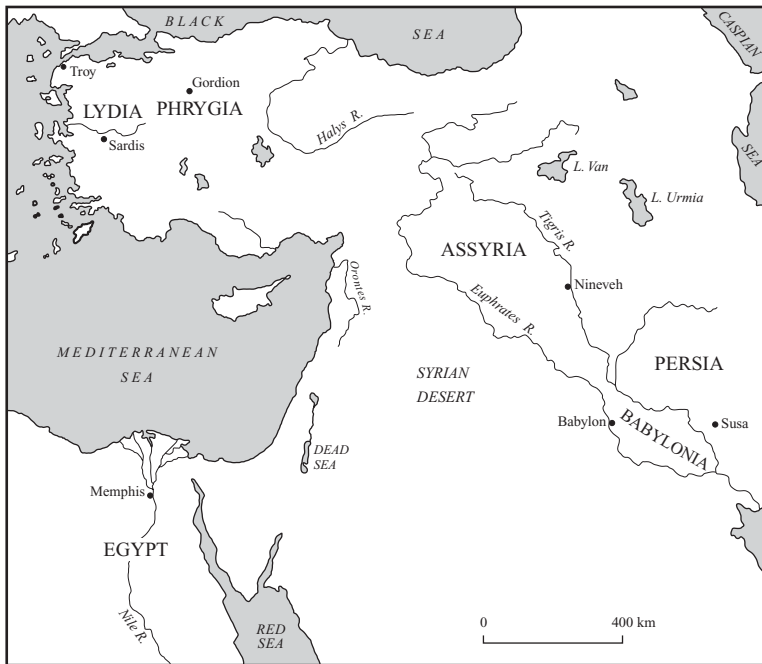 BLACK
SEA
CASPIAN
SEA
Troy
Gordion
LYDIA
PHRYGIA
Halys R.
Sardis
L. Van
L. Urmia
Tigris R.
ASSYRIA
Orontes R.
Nineveh
Euphrates R.
MEDITERRANEAN
SEA
SYRIAN
DESERT
PERSIA
Babylon
BABYLONIA
Susa
DEAD
SEA
Memphis
EGYPT
Nile R.
RED
SEA
0
400 km